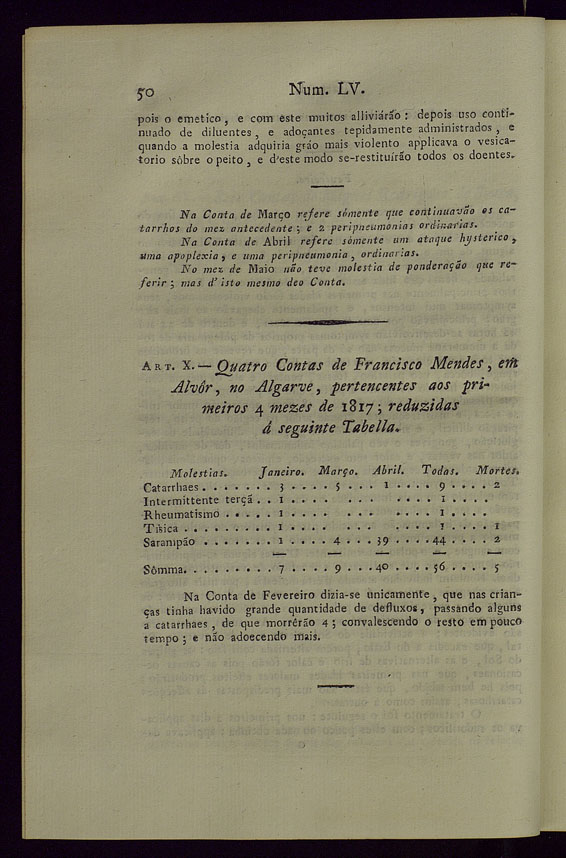 50 Num. LV.
pois o emetico, e com este muitos alliviárão: depois uso conti-
nuado de diluentes, e adoçantes tepidamente administrados, e
quando a molestia adquiria gráo mais violento applicava o vesica-
torio sôbre o peito, e d'este modo se-restituírão todos os doentes.
Na Conta de Março refere sómente que continuavão os ca-
tarrhos do mez antecedente; e 2 peripneumonias ordinarias.
Na Conta de Abril refere sómente um ataque hysterico,
uma apoplexia, e uma peripneumonia, ordinarias.
No mez de Maio não teve molestia de ponderação que re-
ferir; mas d'isto mesmo deo Conta.
ART. X.— Quatro Contas de Francisco Mendes, em
Alvôr, no Algarve, pertencentes aos pri-
meiros 4 mezes de 1817; reduzidas
á seguinte Tabella.
Molestias. Janeiro. Março. Abril. Todas. Mortes.
Catarrhaes . . . . . . . 3 . . . . 5 . . . 1 . . . . 9 . . . . 2
Intermittente terçã . . 1 . . . . . . . . . . . . . . 1 . . . .
Rheumatismo . . . . . 1 . . . . . . . . . . . . . . 1 . . . .
Tisica . . . . . . . . . 1 . . . . . . . . . . . . . . 1 . . . . 1
Sarampão . . . . . . . 1 . . . . 4 . . . 39 . . . . 44 . . . . 2
Sômma. . . . . . . . . 7 . . . . 9 . . . 40 . . . . 56 . . . . 5
Na Conta de Fevereiro dizia-se unicamente, que nas crian-
ças tinha havido grande quantidade de defluxos, passando alguns
a catarrhaes, de que morrêrão 4; convalescendo o resto em pouco
tempo; e não adoecendo mais.